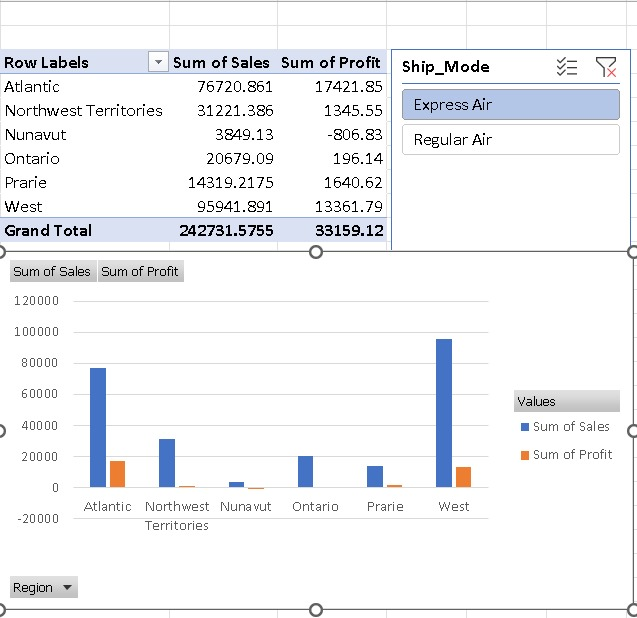 Row Labels Sum of Sales Sum of Profit
Atlantic 76720.861 17421.85
Northwest Territories 31221.386 1345.55
Nunavut 3849.13 -806.83
Ontario 20679.09 196.14
Prarie 14319.2175 1640.62
West 95941.891 13361.79
Grand Total 242731.5755 33159.12
Ship_Mode
Express Air
Regular Air
Sum of Sales Sum of Profit
120000
100000
80000
60000
40000
20000
0
-20000
Atlantic Northwest Territories Nunavut Ontario Prarie West
Values
Sum of Sales
Sum of Profit
Region